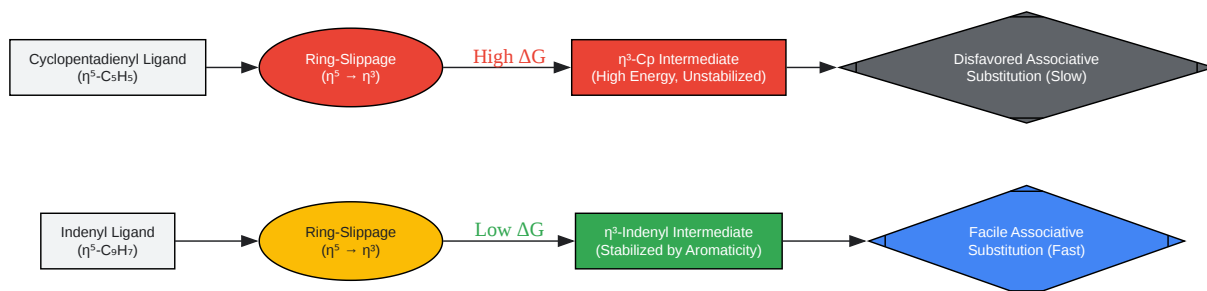 Cyclopentadienyl Ligand
(η⁵-C₅H₅)
Ring-Slippage
(η⁵ → η³)
High ΔG
η³-Cp Intermediate
(High Energy, Unstabilized)
Disfavored Associative
Substitution (Slow)
Indenyl Ligand
(η⁵-C₉H₇)
Ring-Slippage
(η⁵ → η³)
Low ΔG
η³-Indenyl Intermediate
(Stabilized by Aromaticity)
Facile Associative
Substitution (Fast)